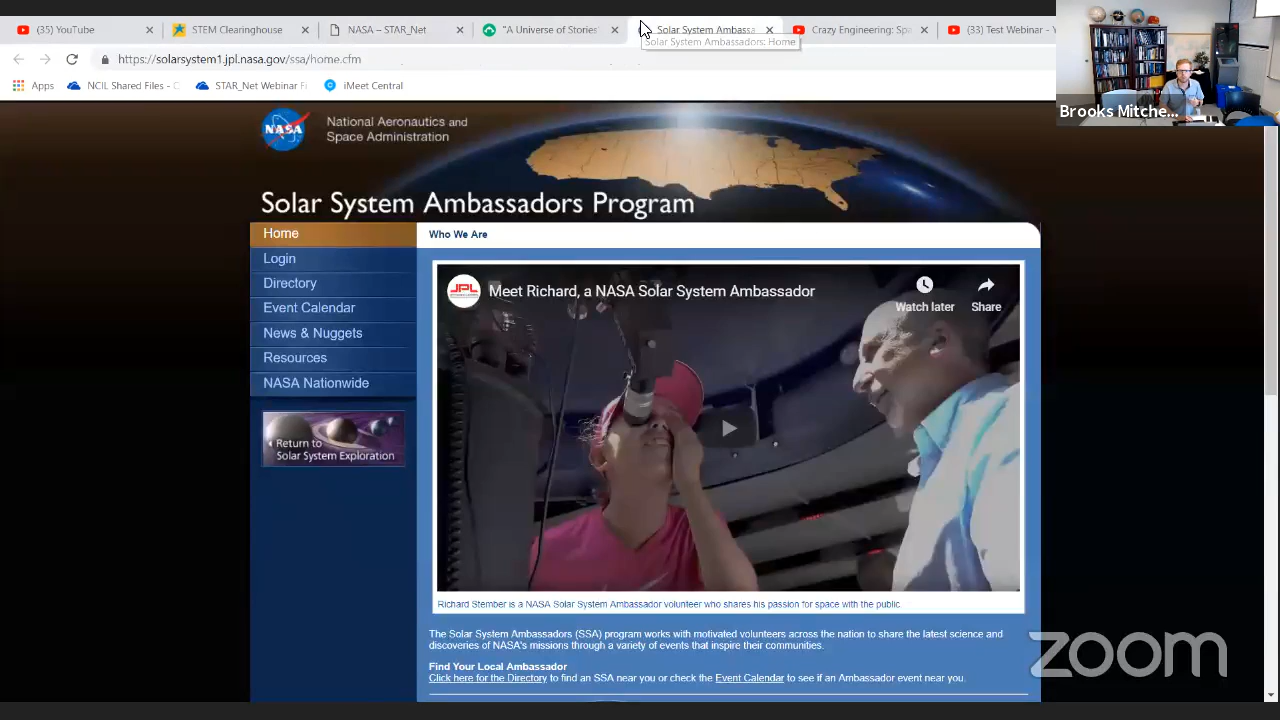 (35) YouTube
STEM Clearinghouse
NASA – STAR_Net
"A Universe of Stories"
Solar System Ambassa
Crazy Engineering: Spa
(33) Test Webinar - Y
Solar System Ambassadors: Home
https://solarsystem1.jpl.nasa.gov/ssa/home.cfm
Apps
NCIL Shared Files - C
STAR_Net Webinar Fi
iMeet Central
Brooks Mitche...
NASA
National Aeronautics and
Space Administration
Solar System Ambassadors Program
Home
Login
Directory
Event Calendar
News & Nuggets
Resources
NASA Nationwide
Return to
Solar System Exploration
Who We Are
JPL
Meet Richard, a NASA Solar System Ambassador
Watch later
Share
Richard Stember is a NASA Solar System Ambassador volunteer who shares his passion for space with the public.
The Solar System Ambassadors (SSA) program works with motivated volunteers across the nation to share the latest science and
discoveries of NASA's missions through a variety of events that inspire their communities.
Find Your Local Ambassador
Click here for the Directory to find an SSA near you or check the Event Calendar to see if an Ambassador event near you.
zoom